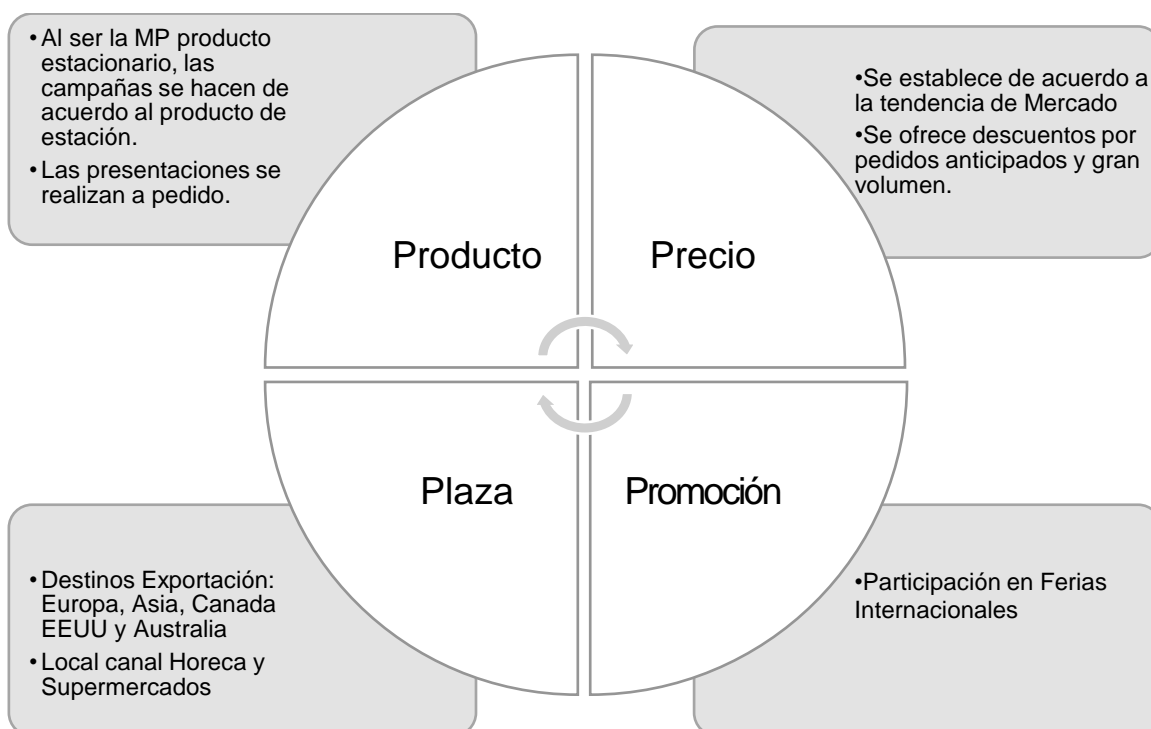 •Al ser la MP producto
estacionario, las
campañas se hacen de
acuerdo al producto de
estación.
•Las presentaciones se
realizan a pedido.
•Se establece de acuerdo a
la tendencia de Mercado
•Se ofrece descuentos por
pedidos anticipados y gran
volumen.
Producto
Precio
Plaza
Promoción
•Destinos Exportación:
Europa, Asia, Canada
EEUU y Australia
•Local canal Horeca y
Supermercados
•Participación en Ferias
Internacionales